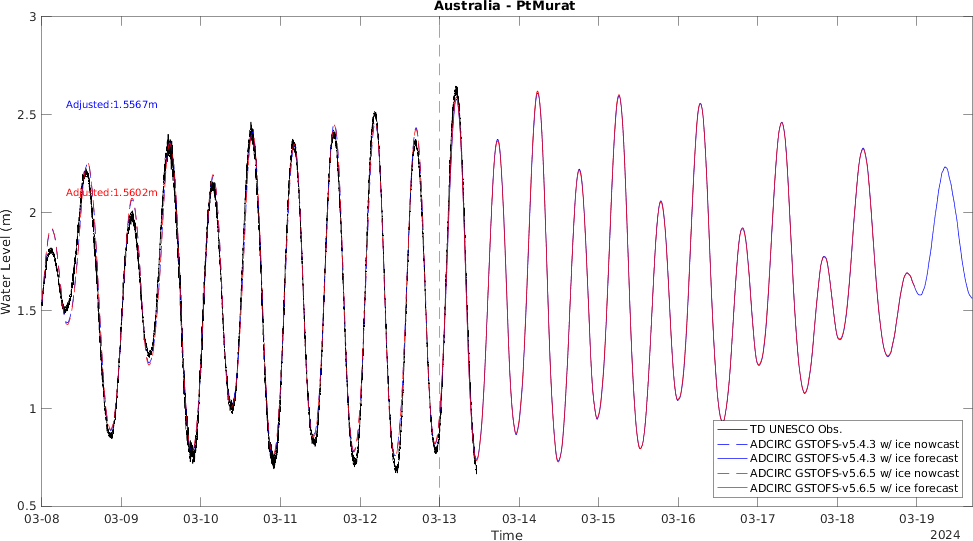 Australia - PtMurat
3
2.5
2
1.5
1
0.5
Water Level (m)
Adjusted:1.5567m
Adjusted:1.5602m
TD UNESCO Obs.
ADCIRC GSTOFS-v5.4.3 w/ ice nowcast
ADCIRC GSTOFS-v5.4.3 w/ ice forecast
ADCIRC GSTOFS-v5.6.5 w/ ice nowcast
ADCIRC GSTOFS-v5.6.5 w/ ice forecast
03-08 03-09 03-10 03-11 03-12 03-13 03-14 03-15 03-16 03-17 03-18 03-19
2024
Time